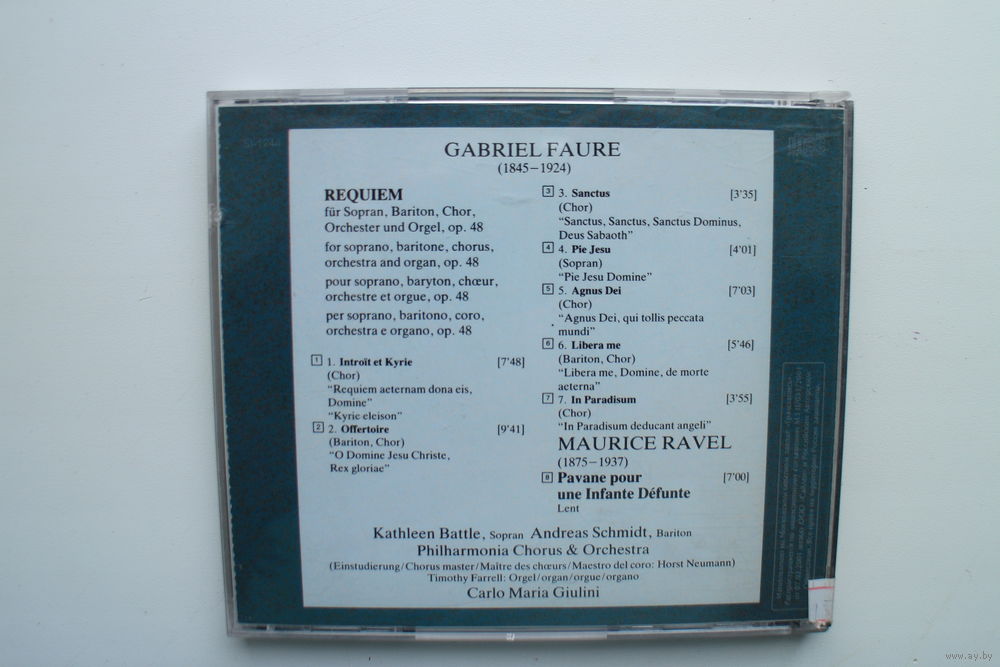 GABRIEL FAURE
(1845–1924)
REQUIEM
für Sopran, Bariton, Chor,
Orchester und Orgel, op. 48
for soprano, baritone, chorus,
orchestra and organ, op. 48
pour soprano, baryton, chœur,
orchestre et orgue, op. 48
per soprano, baritono, coro,
orchestra e organo, op. 48
1 1. Introït et Kyrie [7'48]
(Chor)
“Requiem aeternam dona eis,
Domine”
“Kyrie eleison”
2 2. Offertoire [9'41]
(Bariton, Chor)
“O Domine Jesu Christe,
Rex gloriae”
3 3. Sanctus [3'35]
(Chor)
“Sanctus, Sanctus, Sanctus Dominus,
Deus Sabaoth”
4 4. Pie Jesu [4'01]
(Sopran)
“Pie Jesu Domine”
5 5. Agnus Dei [7'03]
(Chor)
“Agnus Dei, qui tollis peccata
mundi”
6 6. Libera me [5'46]
(Bariton, Chor)
“Libera me, Domine, de morte
aeterna”
7 7. In Paradisum [3'55]
(Chor)
“In Paradisum deducant angeli”
MAURICE RAVEL
(1875–1937)
8 Pavane pour [7'00]
une Infante Défunte
Lent
Kathleen Battle, Sopran Andreas Schmidt, Bariton
Philharmonia Chorus & Orchestra
(Einstudierung/Chorus master/Maître des chœurs/Maestro del coro: Horst Neumann)
Timothy Farrell: Orgel/organ/orgue/organo
Carlo Maria Giulini
www.ay.by